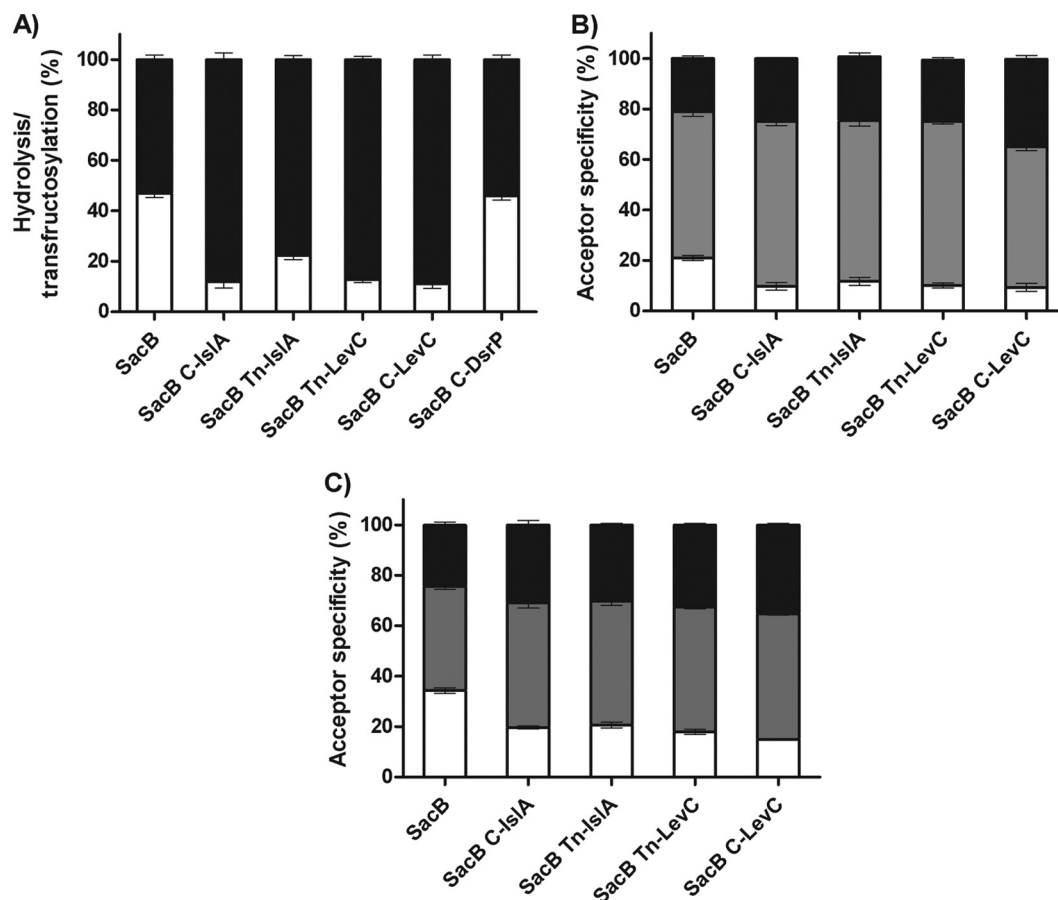 A)
Hydrolysis/
transfructosylation (%)
100
80
60
40
20
0
SacB
SacB C-IslA
SacB Tn-IslA
SacB Tn-LevC
SacB C-LevC
SacB C-DsrP
B)
Acceptor specificity (%)
100
80
60
40
20
0
SacB
SacB C-IslA
SacB Tn-IslA
SacB Tn-LevC
SacB C-LevC
C)
Acceptor specificity (%)
100
80
60
40
20
0
SacB
SacB C-IslA
SacB Tn-IslA
SacB Tn-LevC
SacB C-LevC